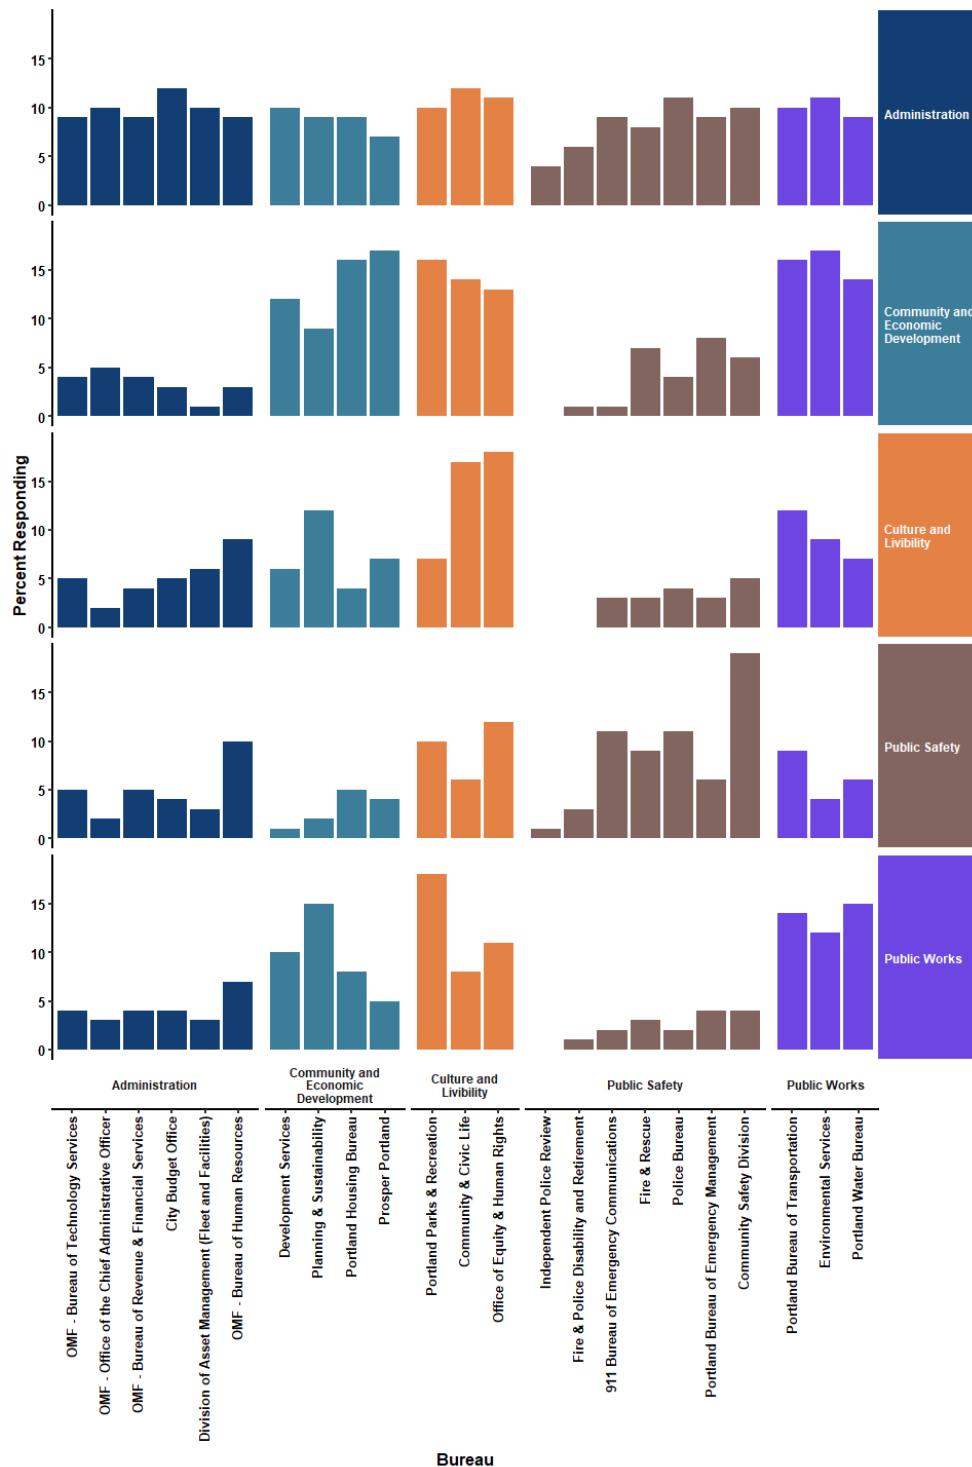 15
10
5
0
Administration
15
10
5
0
Community and
Economic
Development
Percent Responding
15
10
5
0
Culture and
Livibility
15
10
5
0
Public Safety
15
10
5
0
Public Works
Administration
Community and
Economic
Development
Culture and
Livibility
Public Safety
Public Works
OMF - Bureau of Technology Services
OMF - Office of the Chief Administrative Officer
OMF - Bureau of Revenue & Financial Services
City Budget Office
Division of Asset Management (Fleet and Facilities)
OMF - Bureau of Human Resources
Development Services
Planning & Sustainability
Portland Housing Bureau
Prosper Portland
Portland Parks & Recreation
Community & Civic Life
Office of Equity & Human Rights
Independent Police Review
Fire & Police Disability and Retirement
911 Bureau of Emergency Communications
Fire & Rescue
Police Bureau
Portland Bureau of Emergency Management
Community Safety Division
Portland Bureau of Transportation
Environmental Services
Portland Water Bureau
Bureau